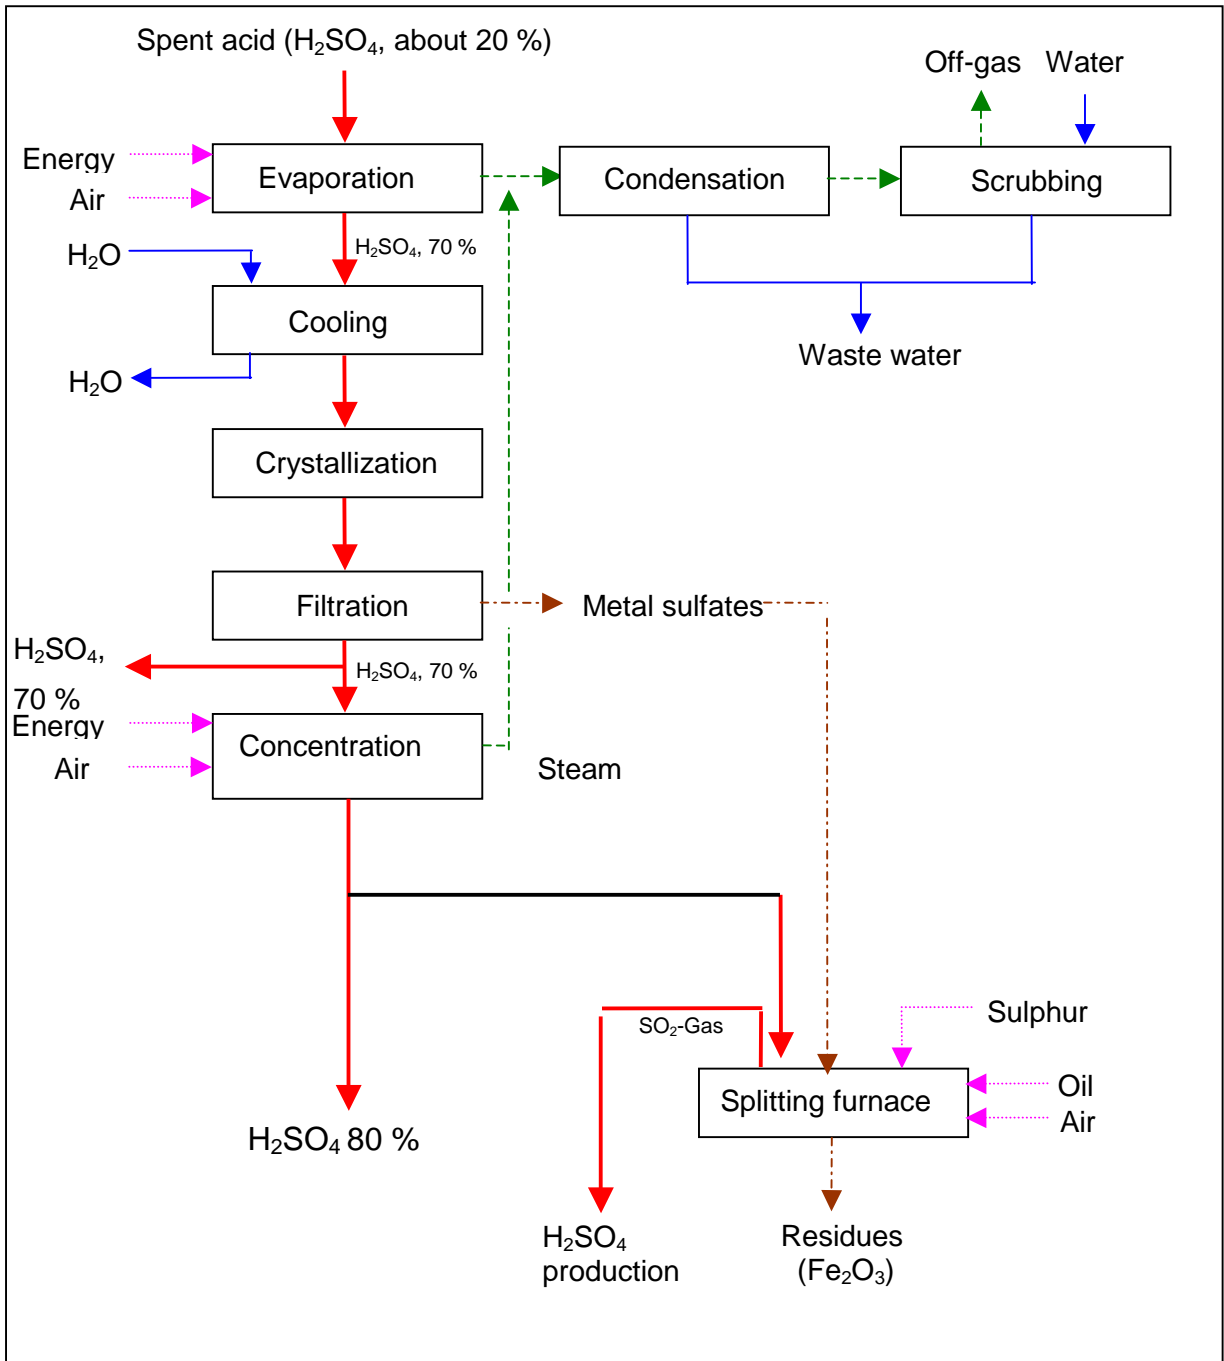 Spent acid (H₂SO₄, about 20 %)
Off-gas
Water
Energy
Air
Evaporation
Condensation
Scrubbing
H₂SO₄, 70 %
H₂O
Cooling
H₂O
Waste water
Crystallization
Filtration
Metal sulfates
H₂SO₄,
70 %
H₂SO₄, 70 %
Energy
Air
Concentration
Steam
SO₂-Gas
Sulphur
Splitting furnace
Oil
Air
H₂SO₄ 80 %
H₂SO₄
production
Residues
(Fe₂O₃)